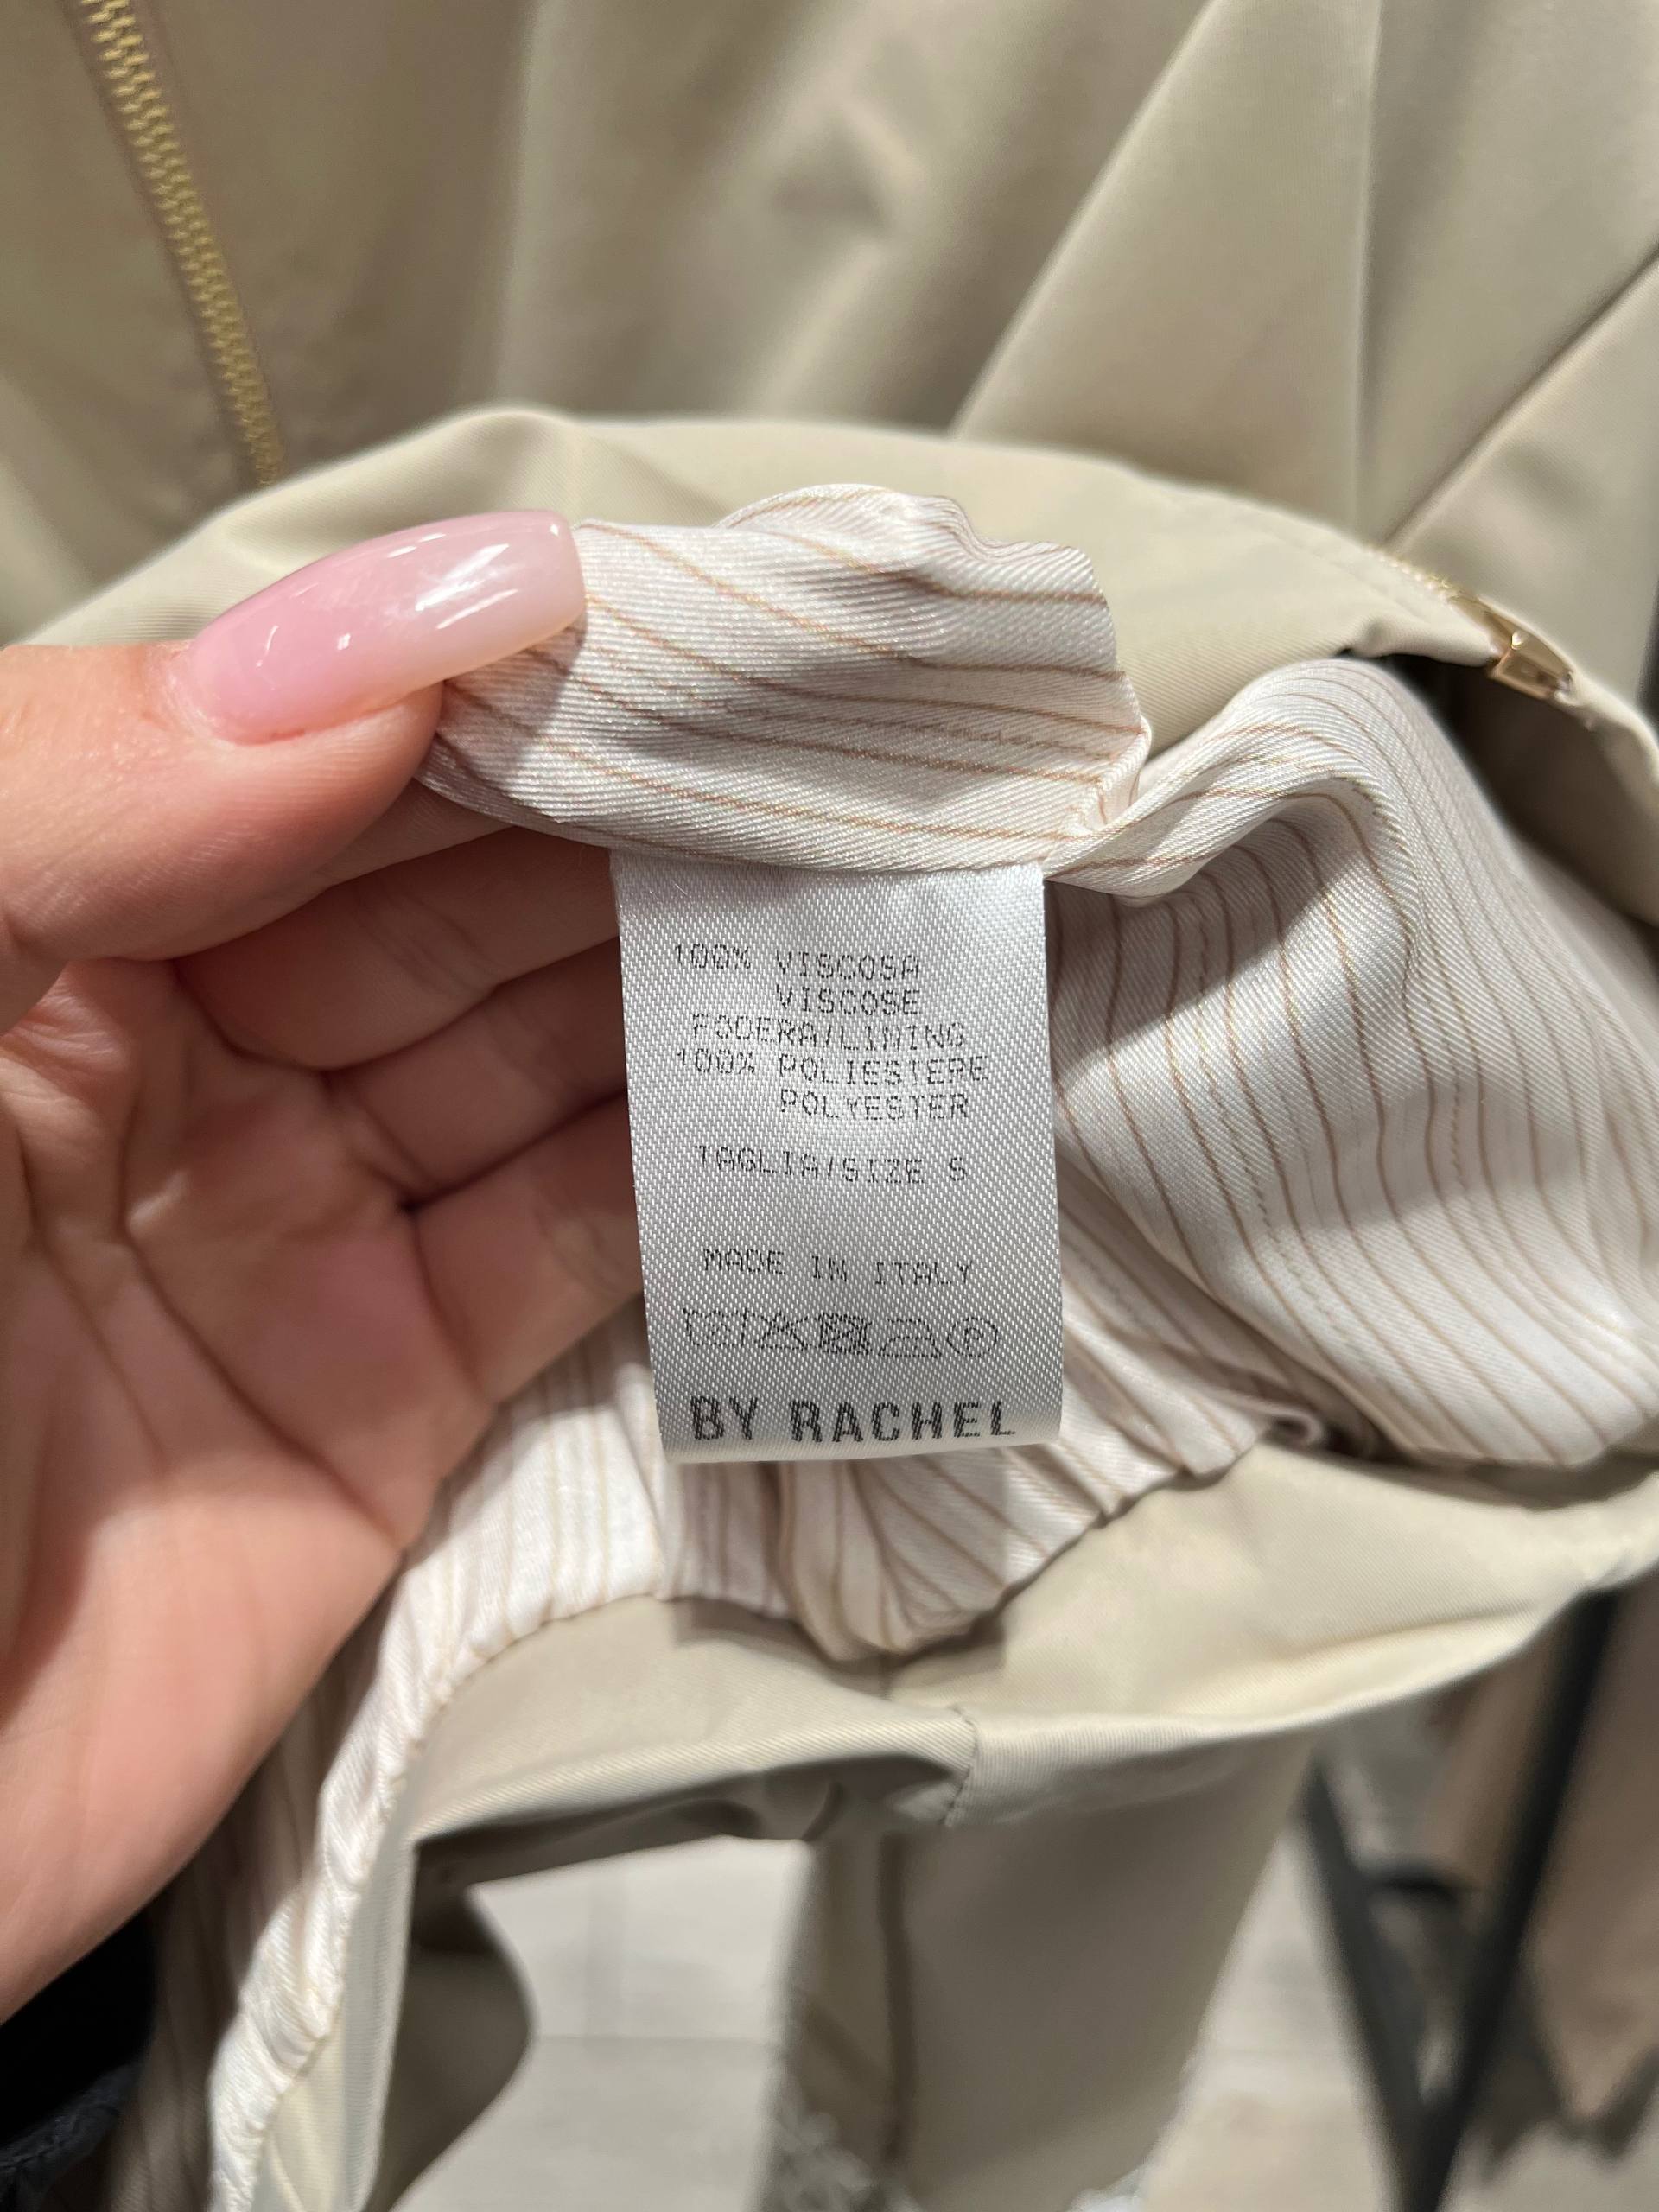 100% VISCOSA
VISCOSE
FODERA/LINING
100% POLIESTERE
POLYESTER
TAGLIA/SIZE S
MADE IN ITALY
BY RACHEL